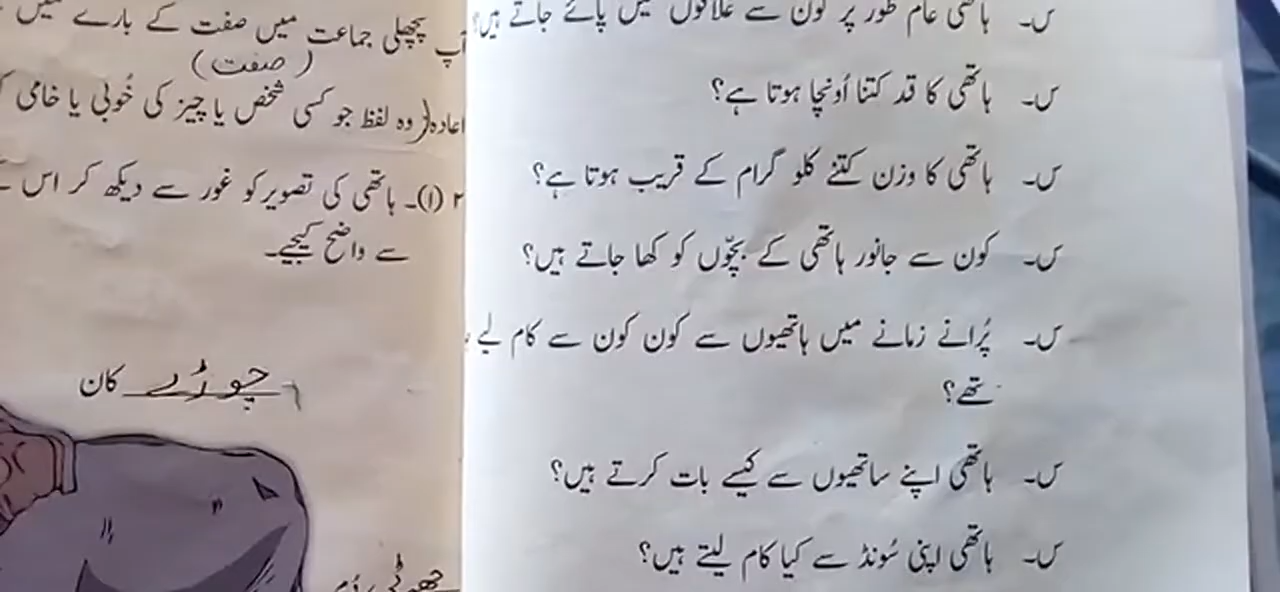 س۔ ہاتھی عام طور پر کون سے علاقوں میں پائے جاتے ہیں؟
س۔ ہاتھی کا قد کتنا اُونچا ہوتا ہے؟
س۔ ہاتھی کا وزن کتنے کلو گرام کے قریب ہوتا ہے؟
س۔ کون سے جانور ہاتھی کے بچّوں کو کھا جاتے ہیں؟
س۔ پُرانے زمانے میں ہاتھیوں سے کون کون سے کام لیے
تھے؟
س۔ ہاتھی اپنے ساتھیوں سے کیسے بات کرتے ہیں؟
س۔ ہاتھی اپنی سُونڈ سے کیا کام لیتے ہیں؟
آپ پچھلی جماعت میں صفت کے بارے میں
(صفت)
اعادہ (وہ لفظ جو کسی شخص یا چیز کی خُوبی یا خامی
۲ (۱)۔ ہاتھی کی تصویر کو غور سے دیکھ کر اس
سے واضح کیجیے۔
چوڑے کان
چھوٹی دُم